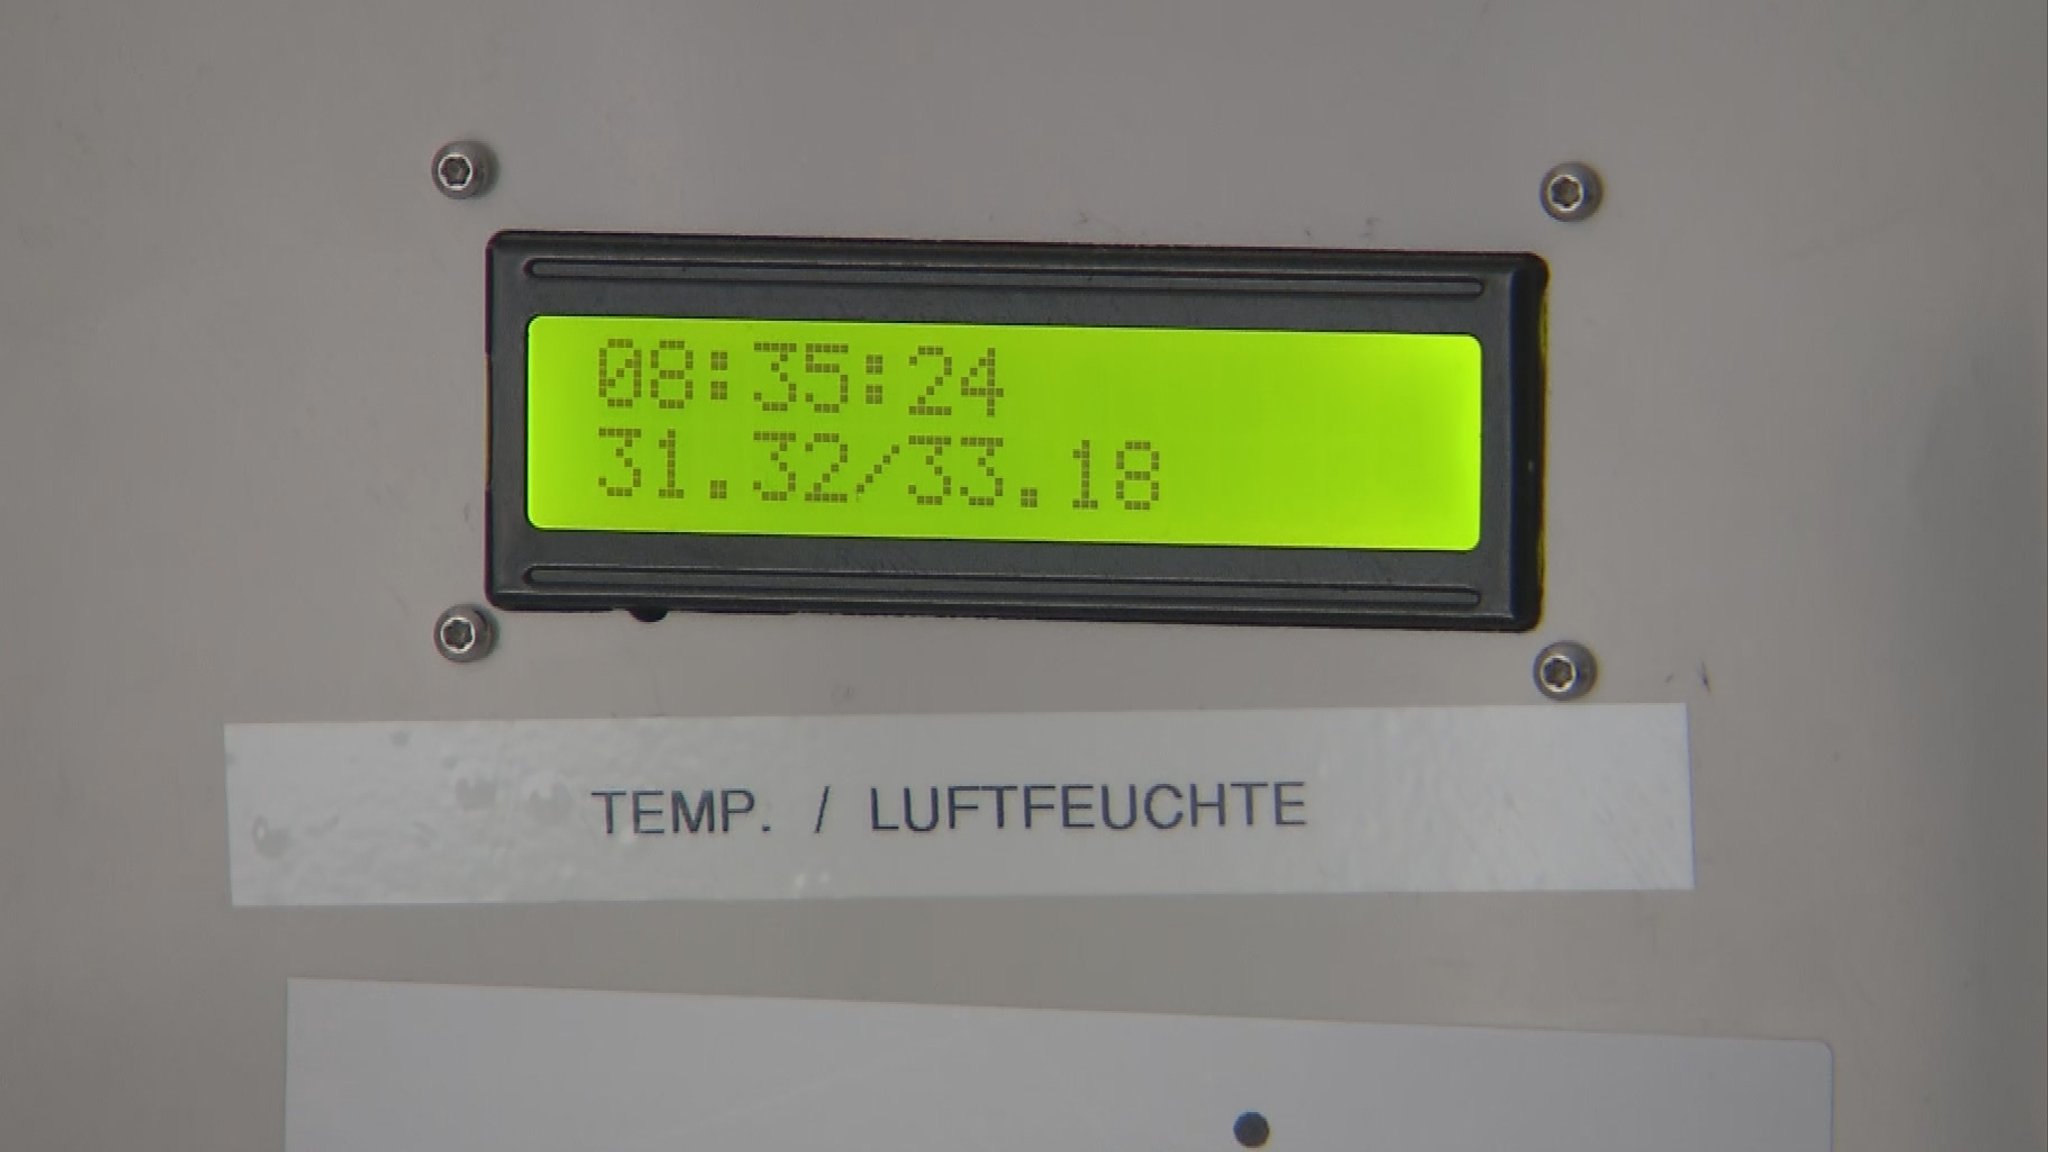 08:35:24
31.32/33.18
TEMP. / LUFTFEUCHTE